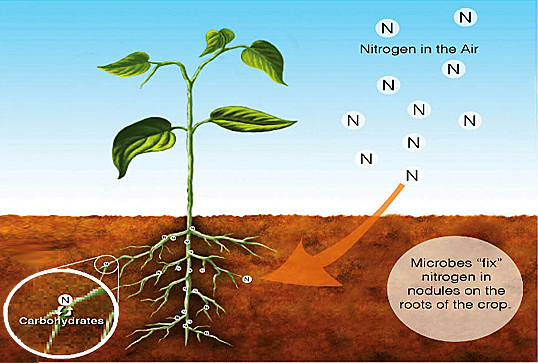 N
N
Nitrogen in the Air
N
N
N
N
N
N
N
N
N
Microbes "fix"
nitrogen in
nodules on the
roots of the crop.
N
Carbohydrates